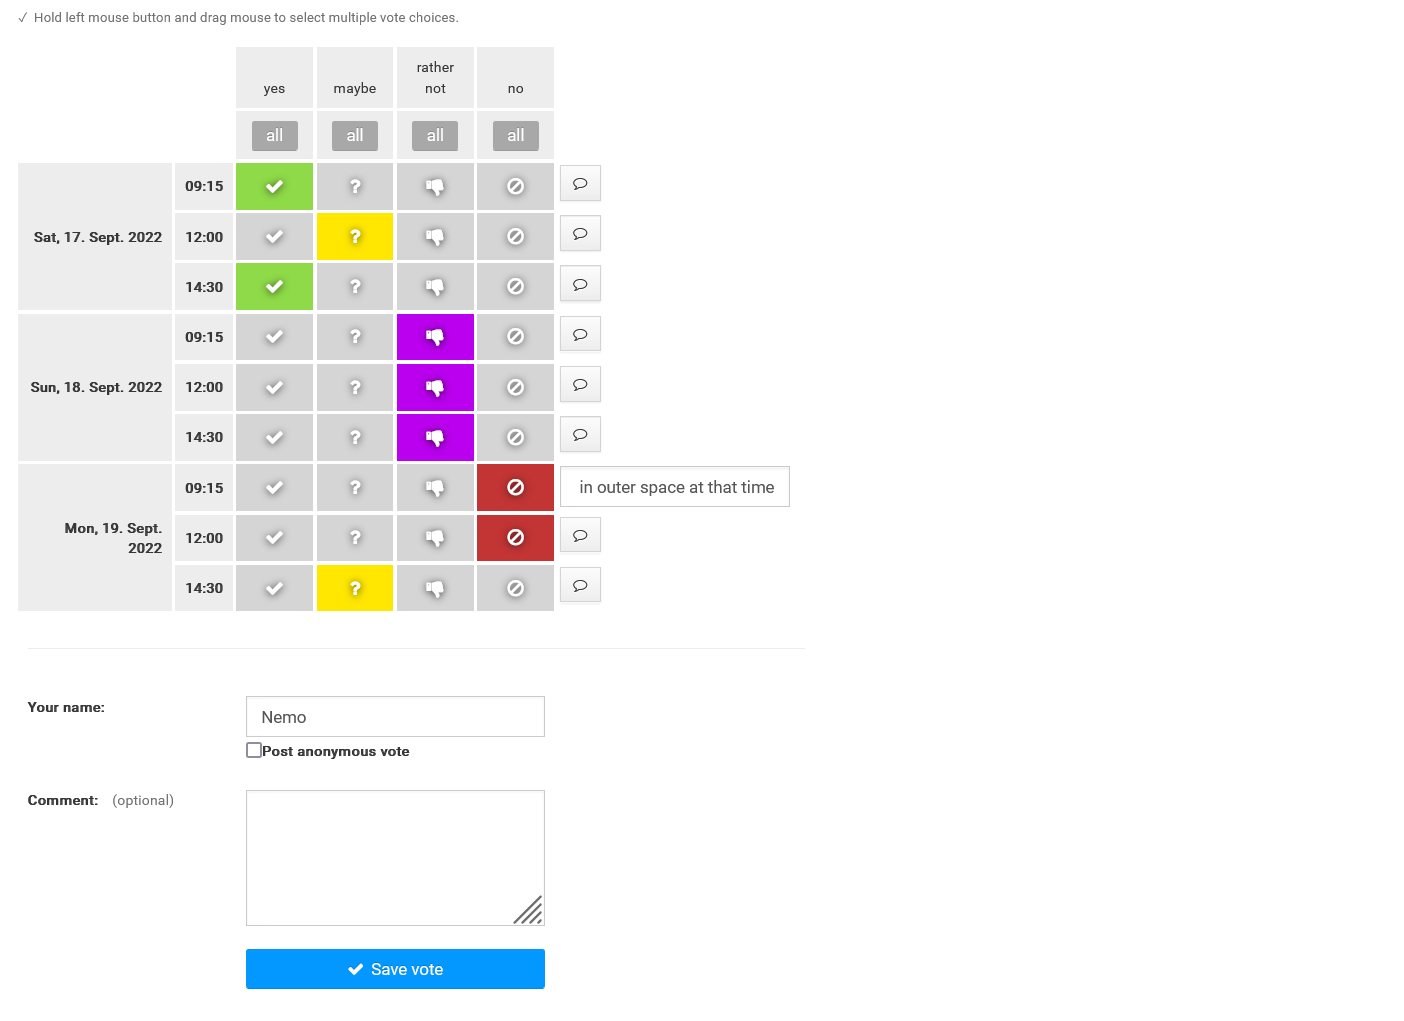 ✓ Hold left mouse button and drag mouse to select multiple vote choices.
yes maybe rather not no
all all all all
Sat, 17. Sept. 2022
09:15
12:00
14:30
Sun, 18. Sept. 2022
09:15
12:00
14:30
Mon, 19. Sept.
2022
09:15 in outer space at that time
12:00
14:30
Your name: Nemo
Post anonymous vote
Comment: (optional)
Save vote